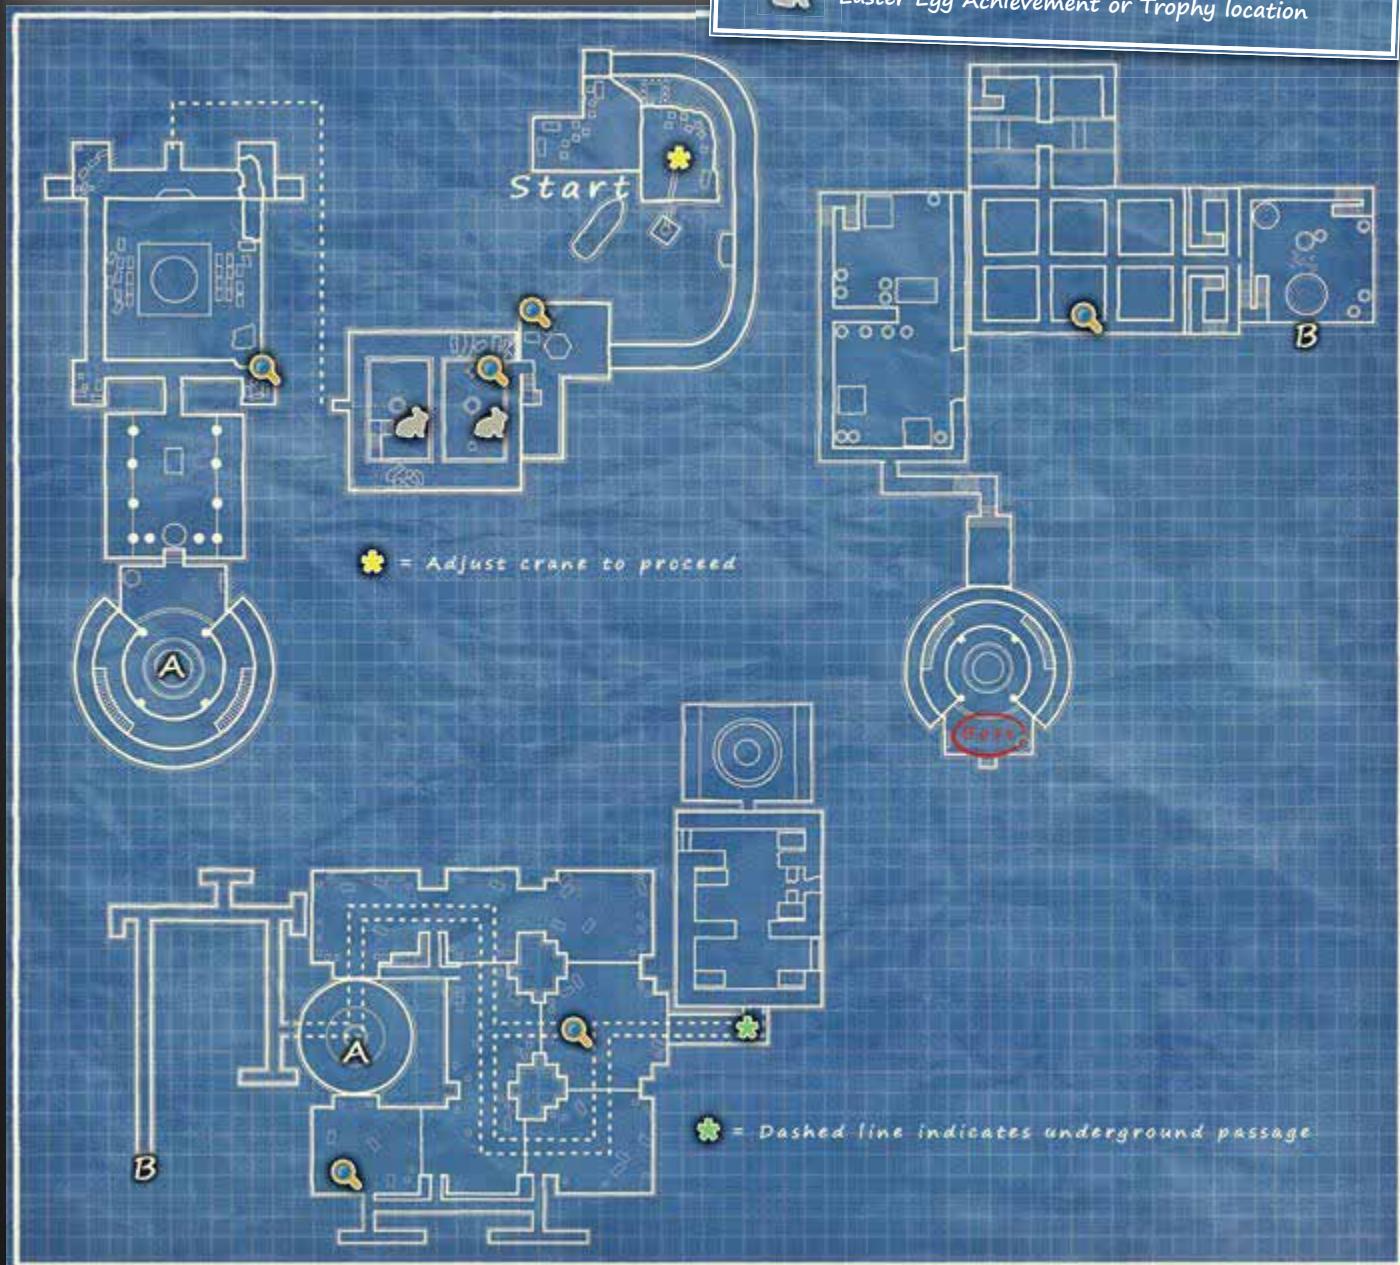 Easter Egg Achievement or Trophy location
Start
B
= Adjust crane to proceed
A
A
= Dashed line indicates underground passage
B